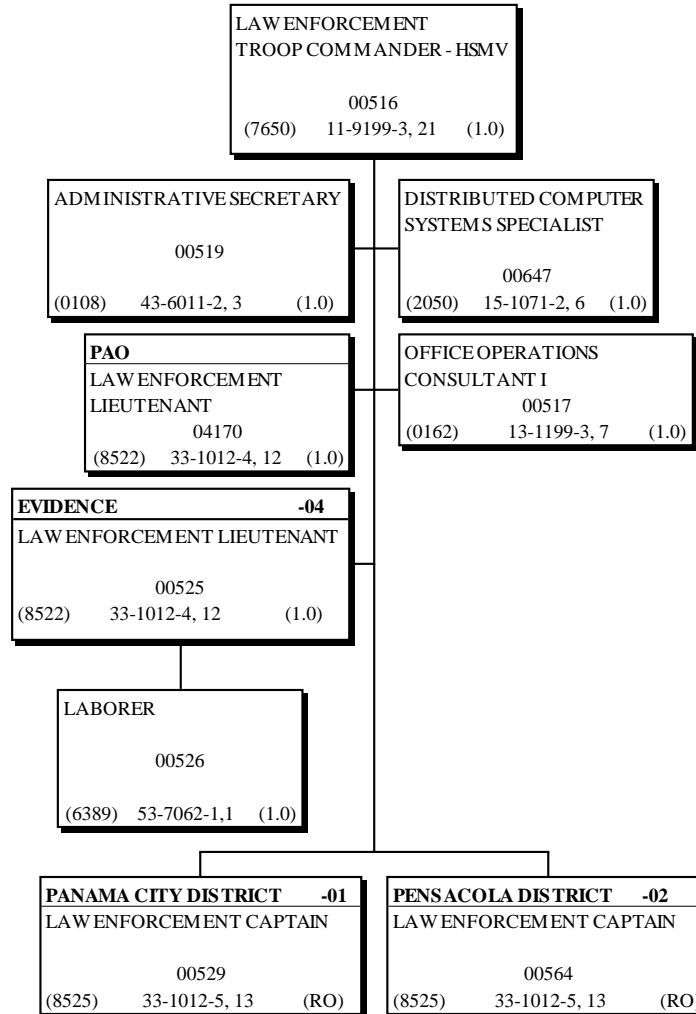 LAW ENFORCEMENT
TROOP COMMANDER - HSMV
00516
(7650) 11-9199-3, 21 (1.0)
ADMINISTRATIVE SECRETARY
00519
(0108) 43-6011-2, 3 (1.0)
DISTRIBUTED COMPUTER
SYSTEMS SPECIALIST
00647
(2050) 15-1071-2, 6 (1.0)
PAO
LAW ENFORCEMENT
LIEUTENANT
04170
(8522) 33-1012-4, 12 (1.0)
OFFICE OPERATIONS
CONSULTANT I
00517
(0162) 13-1199-3, 7 (1.0)
EVIDENCE -04
LAW ENFORCEMENT LIEUTENANT
00525
(8522) 33-1012-4, 12 (1.0)
LABORER
00526
(6389) 53-7062-1,1 (1.0)
PANAMA CITY DISTRICT -01
LAW ENFORCEMENT CAPTAIN
00529
(8525) 33-1012-5, 13 (RO)
PENSACOLA DISTRICT -02
LAW ENFORCEMENT CAPTAIN
00564
(8525) 33-1012-5, 13 (RO)